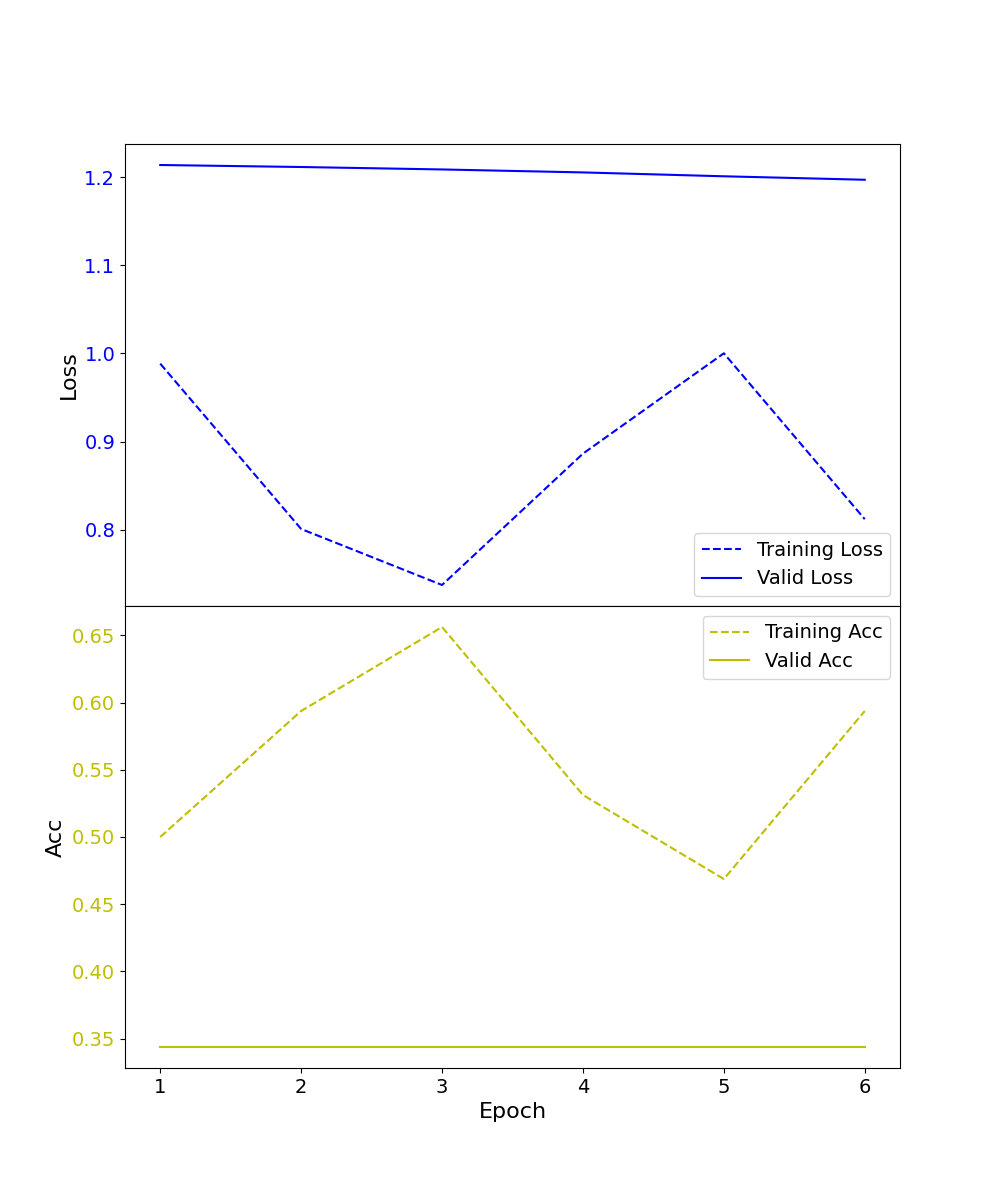 1.2
1.1
1.0
0.9
0.8
Loss
Training Loss
Valid Loss
0.65
0.60
0.55
0.50
0.45
0.40
0.35
Acc
Training Acc
Valid Acc
1 2 3 4 5 6
Epoch